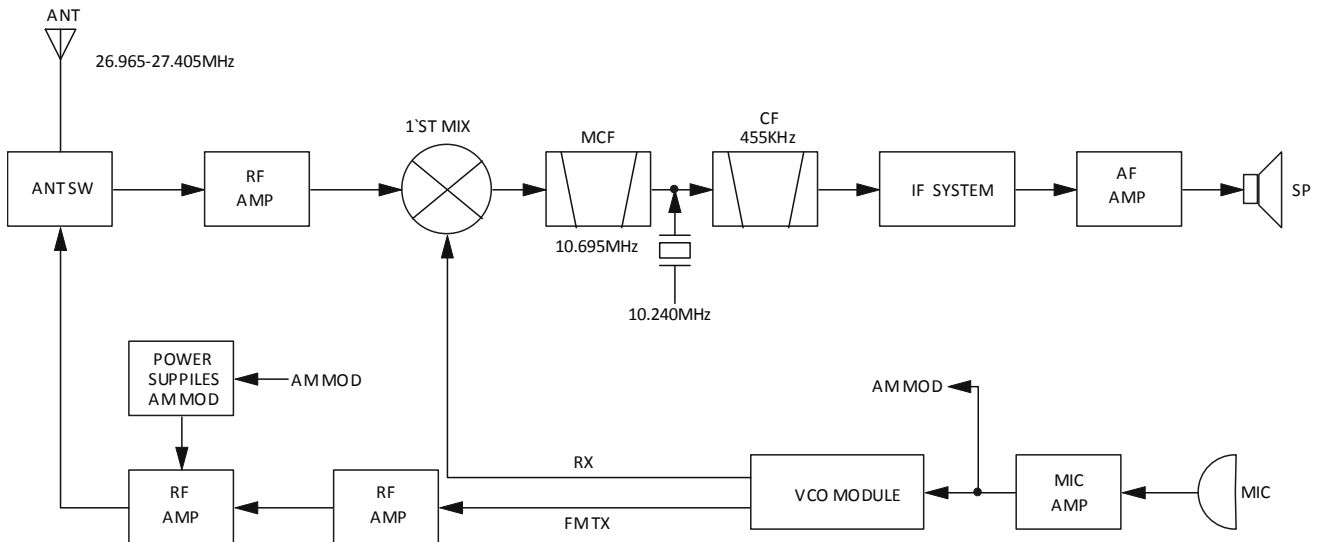 ANT
26.965-27.405MHz
1`ST MIX
MCF
CF
455KHz
ANT SW
RF
AMP
IF SYSTEM
AF
AMP
SP
10.695MHz
10.240MHz
POWER
SUPPILES
AM MOD
AM MOD
AM MOD
RX
RF
AMP
RF
AMP
FM TX
VCO MODULE
MIC
AMP
MIC